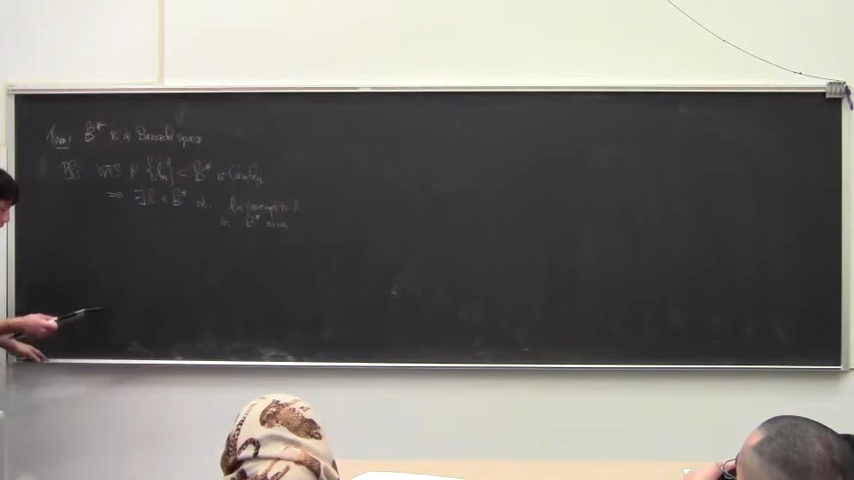 Thm: B* is a Banach space
Pf: WTS if {ln} ⊂ B* is Cauchy,
⇒ ∃ l ∈ B* s.t. ln converges to l
in B* norm